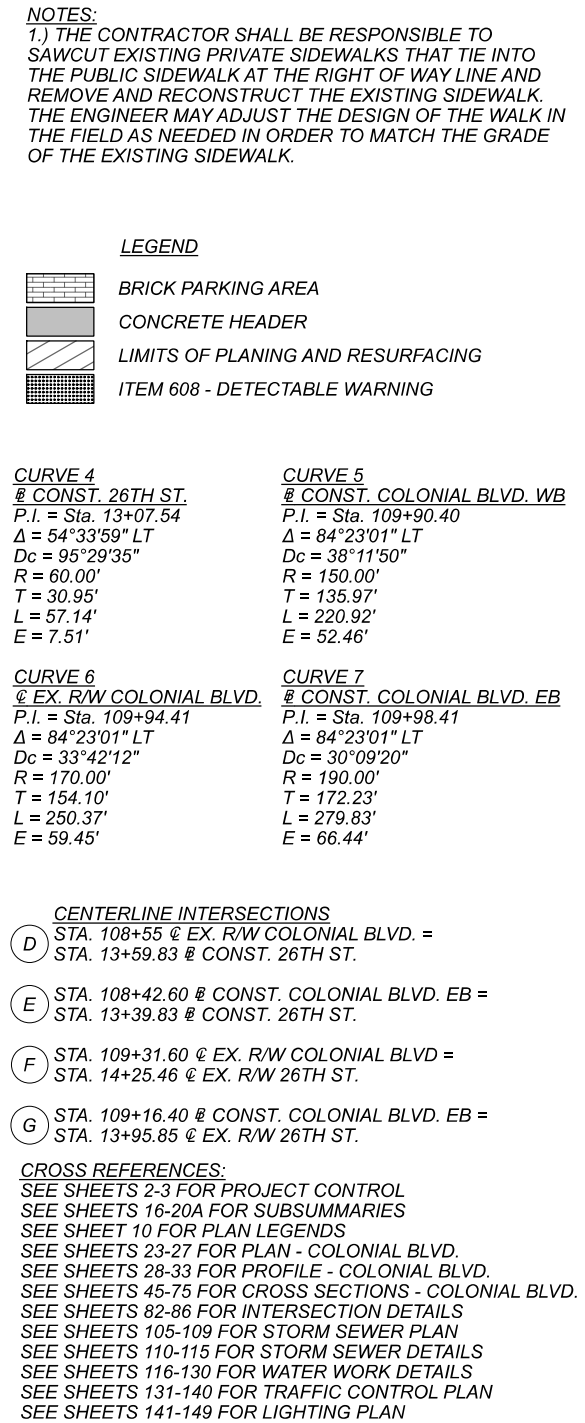 NOTES:
1.) THE CONTRACTOR SHALL BE RESPONSIBLE TO
SAWCUT EXISTING PRIVATE SIDEWALKS THAT TIE INTO
THE PUBLIC SIDEWALK AT THE RIGHT OF WAY LINE AND
REMOVE AND RECONSTRUCT THE EXISTING SIDEWALK.
THE ENGINEER MAY ADJUST THE DESIGN OF THE WALK IN
THE FIELD AS NEEDED IN ORDER TO MATCH THE GRADE
OF THE EXISTING SIDEWALK.
LEGEND
BRICK PARKING AREA
CONCRETE HEADER
LIMITS OF PLANING AND RESURFACING
ITEM 608 - DETECTABLE WARNING
CURVE 4
BL CONST. 26TH ST.
P.I. = Sta. 13+07.54
Δ = 54°33'59" LT
Dc = 95°29'35"
R = 60.00'
T = 30.95'
L = 57.14'
E = 7.51'
CURVE 5
BL CONST. COLONIAL BLVD. WB
P.I. = Sta. 109+90.40
Δ = 84°23'01" LT
Dc = 38°11'50"
R = 150.00'
T = 135.97'
L = 220.92'
E = 52.46'
CURVE 6
℄ EX. R/W COLONIAL BLVD.
P.I. = Sta. 109+94.41
Δ = 84°23'01" LT
Dc = 33°42'12"
R = 170.00'
T = 154.10'
L = 250.37'
E = 59.45'
CURVE 7
BL CONST. COLONIAL BLVD. EB
P.I. = Sta. 109+98.41
Δ = 84°23'01" LT
Dc = 30°09'20"
R = 190.00'
T = 172.23'
L = 279.83'
E = 66.44'
CENTERLINE INTERSECTIONS
D STA. 108+55 ℄ EX. R/W COLONIAL BLVD. =
STA. 13+59.83 BL CONST. 26TH ST.
E STA. 108+42.60 BL CONST. COLONIAL BLVD. EB =
STA. 13+39.83 BL CONST. 26TH ST.
F STA. 109+31.60 ℄ EX. R/W COLONIAL BLVD =
STA. 14+25.46 ℄ EX. R/W 26TH ST.
G STA. 109+16.40 BL CONST. COLONIAL BLVD. EB =
STA. 13+95.85 ℄ EX. R/W 26TH ST.
CROSS REFERENCES:
SEE SHEETS 2-3 FOR PROJECT CONTROL
SEE SHEETS 16-20A FOR SUBSUMMARIES
SEE SHEET 10 FOR PLAN LEGENDS
SEE SHEETS 23-27 FOR PLAN - COLONIAL BLVD.
SEE SHEETS 28-33 FOR PROFILE - COLONIAL BLVD.
SEE SHEETS 45-75 FOR CROSS SECTIONS - COLONIAL BLVD.
SEE SHEETS 82-86 FOR INTERSECTION DETAILS
SEE SHEETS 105-109 FOR STORM SEWER PLAN
SEE SHEETS 110-115 FOR STORM SEWER DETAILS
SEE SHEETS 116-130 FOR WATER WORK DETAILS
SEE SHEETS 131-140 FOR TRAFFIC CONTROL PLAN
SEE SHEETS 141-149 FOR LIGHTING PLAN